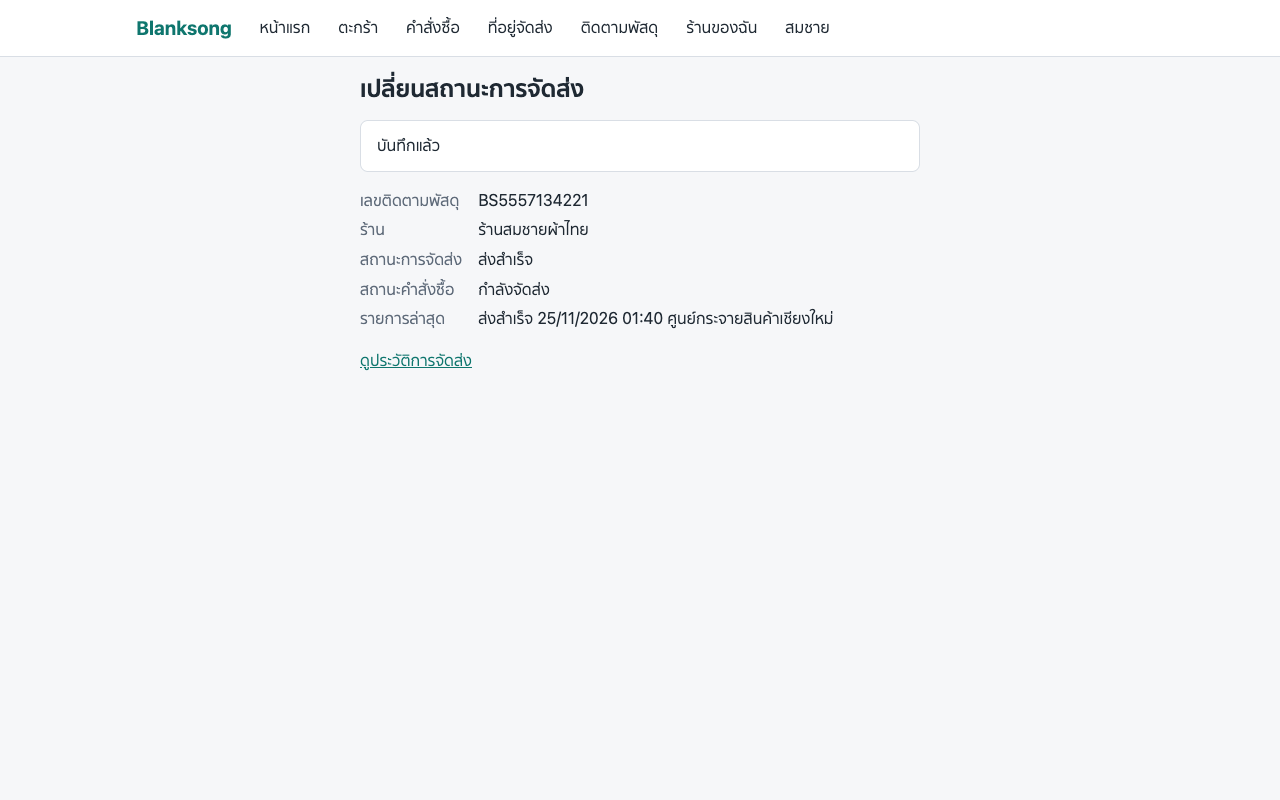 Blanksong หน้าแรก ตะกร้า คำสั่งซื้อ ที่อยู่จัดส่ง ติดตามพัสดุ ร้านของฉัน สมชาย
เปลี่ยนสถานะการจัดส่ง
บันทึกแล้ว
เลขติดตามพัสดุ BS5557134221
ร้าน ร้านสมชายผ้าไทย
สถานะการจัดส่ง ส่งสำเร็จ
สถานะคำสั่งซื้อ กำลังจัดส่ง
รายการล่าสุด ส่งสำเร็จ 25/11/2026 01:40 ศูนย์กระจายสินค้าเชียงใหม่
ดูประวัติการจัดส่ง